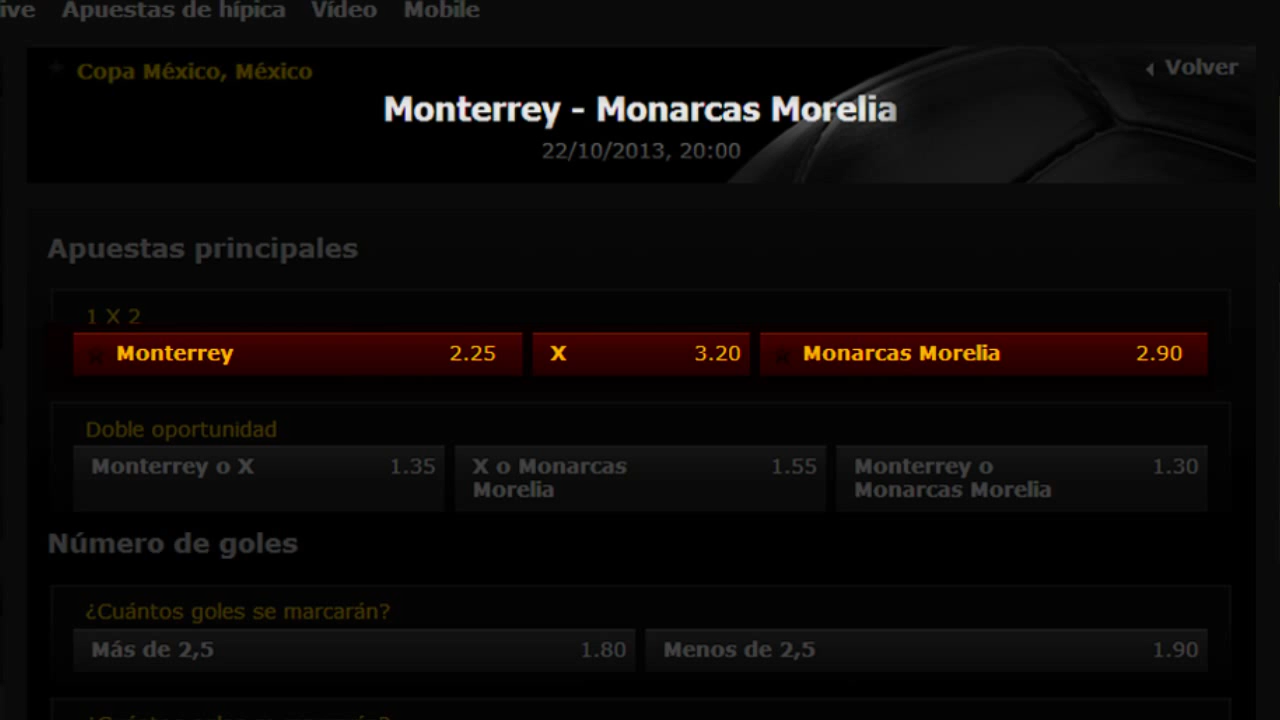 ive Apuestas de hípica Vídeo Mobile
Copa México, México
Volver
Monterrey - Monarcas Morelia
22/10/2013, 20:00
Apuestas principales
1 X 2
Monterrey 2.25 X 3.20 Monarcas Morelia 2.90
Doble oportunidad
Monterrey o X 1.35 X o Monarcas 1.55 Monterrey o 1.30
Morelia Monarcas Morelia
Número de goles
¿Cuántos goles se marcarán?
Más de 2,5 1.80 Menos de 2,5 1.90